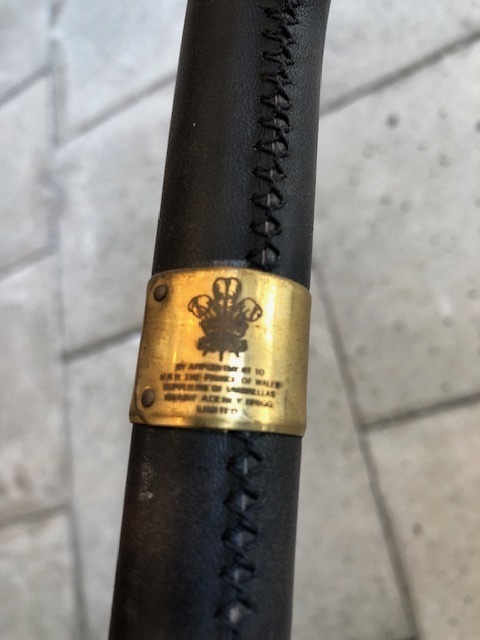 BY APPOINTMENT TO
H.R.H. THE PRINCE OF WALES
SUPPLIERS OF UMBRELLAS
SWAINE ADENEY BRIGG
LIMITED